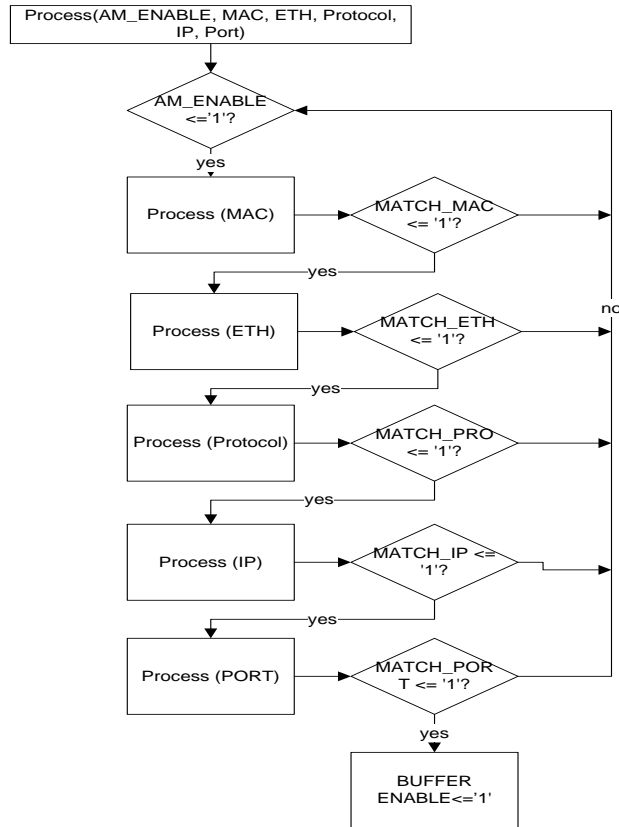 Process(AM_ENABLE, MAC, ETH, Protocol,
IP, Port)
AM_ENABLE
<='1'?
yes
Process (MAC)
MATCH_MAC
<= '1'?
yes
no
Process (ETH)
MATCH_ETH
<= '1'?
yes
Process (Protocol)
MATCH_PRO
<= '1'?
yes
Process (IP)
MATCH_IP <=
'1'?
yes
Process (PORT)
MATCH_POR
T <= '1'?
yes
BUFFER
ENABLE<='1'